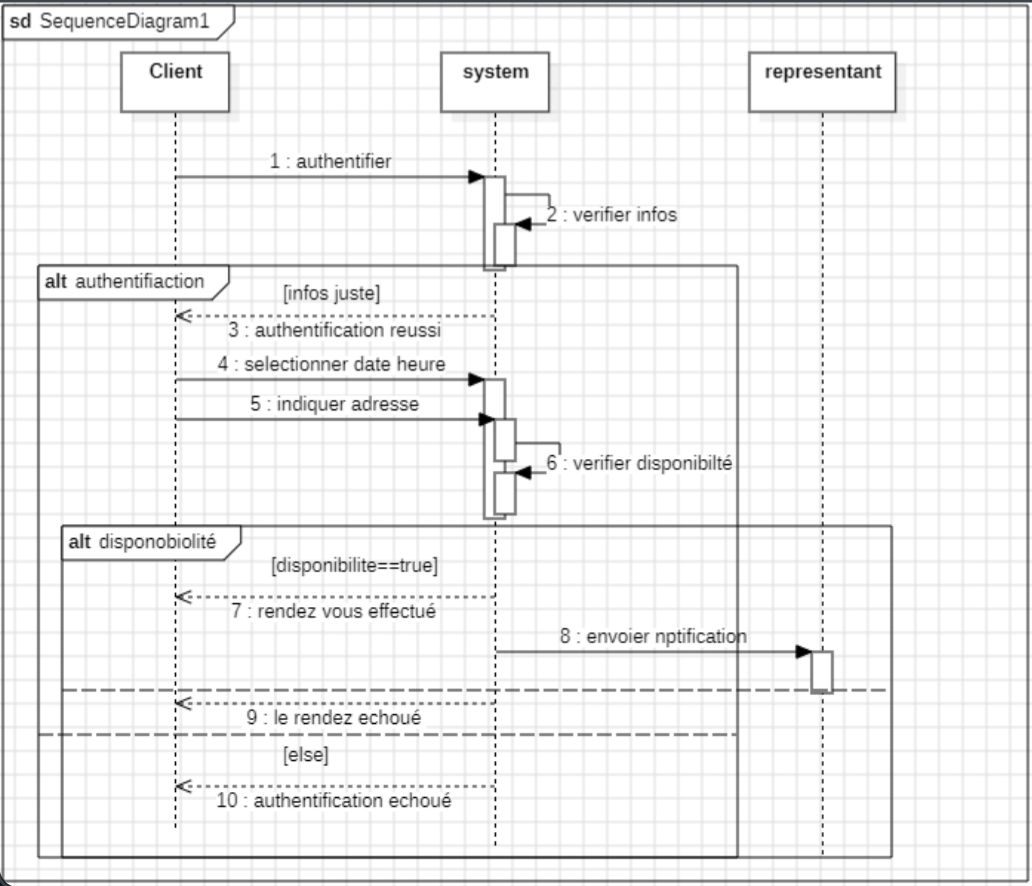 sd SequenceDiagram1
Client
system
representant
1 : authentifier
2 : verifier infos
alt authentifiaction
[infos juste]
3 : authentification reussi
4 : selectionner date heure
5 : indiquer adresse
6 : verifier disponibilté
alt disponobiolité
[disponibilite==true]
7 : rendez vous effectué
8 : envoier nptification
9 : le rendez echoué
[else]
10 : authentification echoué